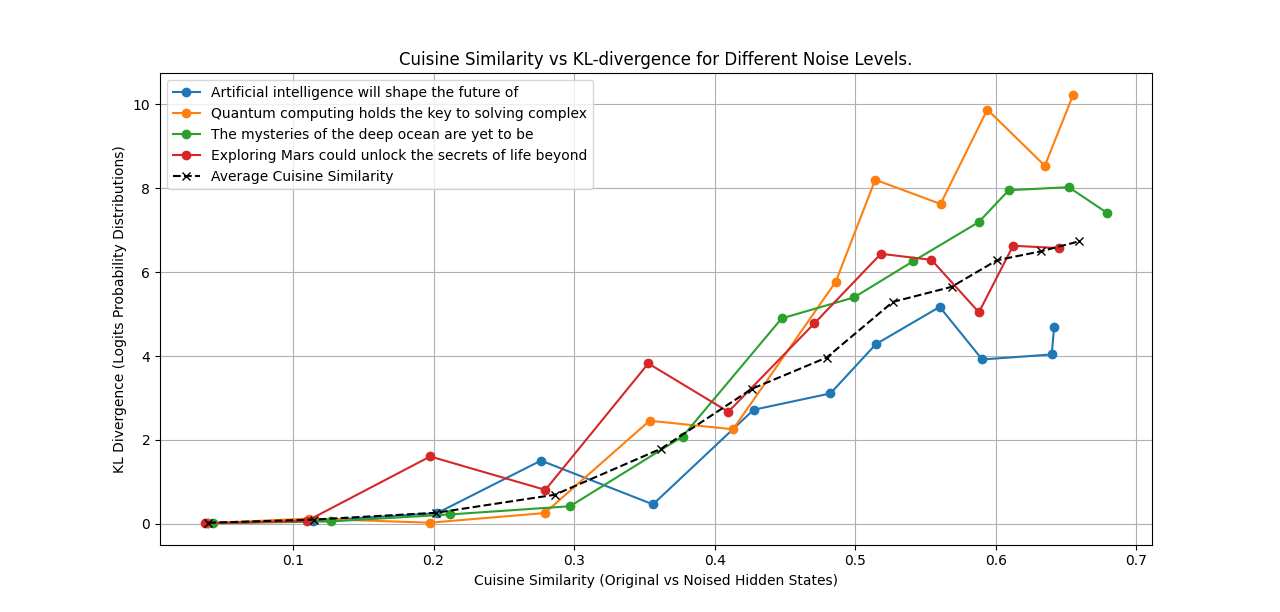 Cuisine Similarity vs KL-divergence for Different Noise Levels.
Artificial intelligence will shape the future of
Quantum computing holds the key to solving complex
The mysteries of the deep ocean are yet to be
Exploring Mars could unlock the secrets of life beyond
Average Cuisine Similarity
KL Divergence (Logits Probability Distributions)
10
8
6
4
2
0
0.1 0.2 0.3 0.4 0.5 0.6 0.7
Cuisine Similarity (Original vs Noised Hidden States)